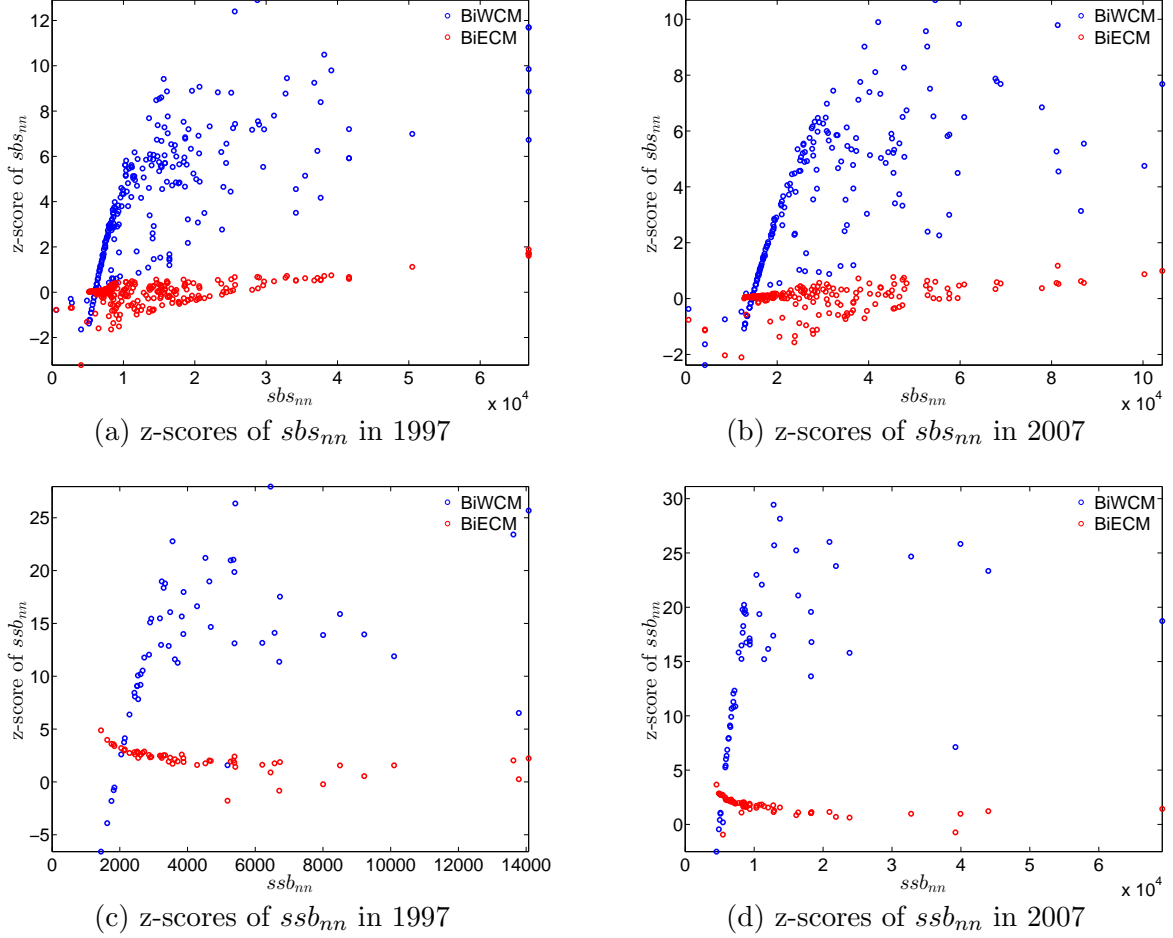 12
10
8
6
4
2
0
−2
z-score of sbs_nn
BiWCM
BiECM
0 1 2 3 4 5 6
sbs_nn
x 10^4
(a) z-scores of sbs_nn in 1997
10
8
6
4
2
0
−2
z-score of sbs_nn
BiWCM
BiECM
0 2 4 6 8 10
sbs_nn
x 10^4
(b) z-scores of sbs_nn in 2007
25
20
15
10
5
0
−5
z-score of ssb_nn
BiWCM
BiECM
0 2000 4000 6000 8000 10000 12000 14000
ssb_nn
(c) z-scores of ssb_nn in 1997
30
25
20
15
10
5
0
z-score of ssb_nn
BiWCM
BiECM
0 1 2 3 4 5 6
ssb_nn
x 10^4
(d) z-scores of ssb_nn in 2007